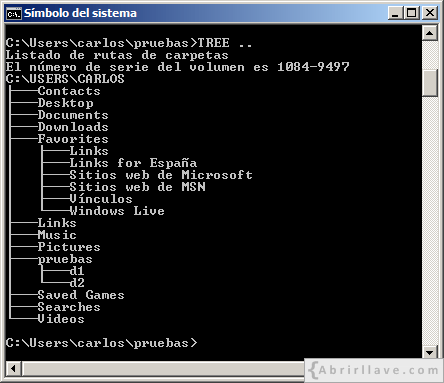 Símbolo del sistema
C:\Users\carlos\pruebas>TREE ..
Listado de rutas de carpetas
El número de serie del volumen es 1084-9497
C:\USERS\CARLOS
├───Contacts
├───Desktop
├───Documents
├───Downloads
├───Favorites
│   ├───Links
│   ├───Links for España
│   ├───Sitios web de Microsoft
│   ├───Sitios web de MSN
│   ├───Vínculos
│   └───Windows Live
├───Links
├───Music
├───Pictures
├───pruebas
│   ├───d1
│   └───d2
├───Saved Games
├───Searches
└───Videos
C:\Users\carlos\pruebas>
{Abrirllave.com